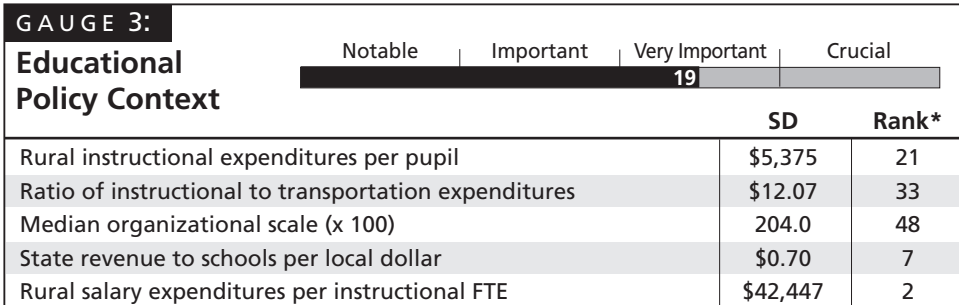 GAUGE 3:
Educational
Policy Context
Notable Important Very Important Crucial
19
SD Rank*
Rural instructional expenditures per pupil $5,375 21
Ratio of instructional to transportation expenditures $12.07 33
Median organizational scale (x 100) 204.0 48
State revenue to schools per local dollar $0.70 7
Rural salary expenditures per instructional FTE $42,447 2